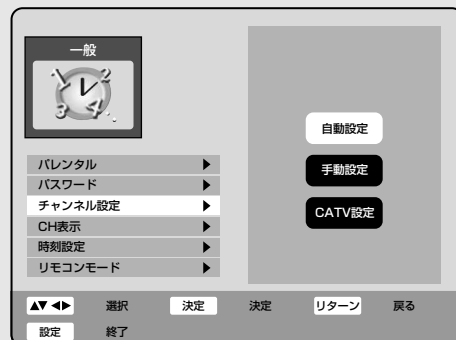 一般
パレンタル ▶
パスワード ▶
チャンネル設定 ▶
CH表示 ▶
時刻設定 ▶
リモコンモード ▶
自動設定
手動設定
CATV設定
▲▼ ◀▶ 選択 決定 決定 リターン 戻る
設定 終了